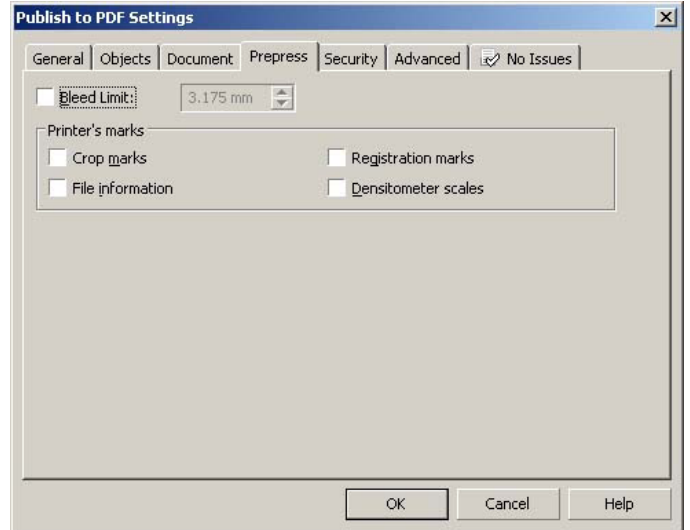 Publish to PDF Settings
General Objects Document Prepress Security Advanced No Issues
Bleed Limit: 3.175 mm
Printer's marks
Crop marks Registration marks
File information Densitometer scales
OK Cancel Help